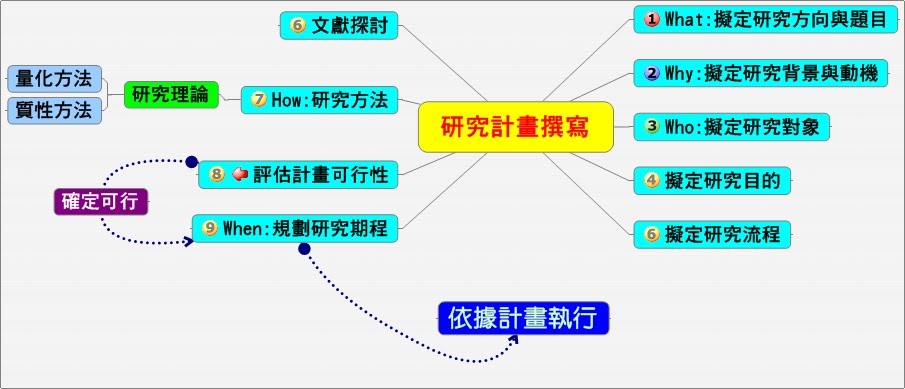 研究計畫撰寫
1 What:擬定研究方向與題目
2 Why:擬定研究背景與動機
3 Who:擬定研究對象
4 擬定研究目的
6 擬定研究流程
6 文獻探討
7 How:研究方法
研究理論
量化方法
質性方法
8 評估計畫可行性
確定可行
9 When:規劃研究期程
依據計畫執行